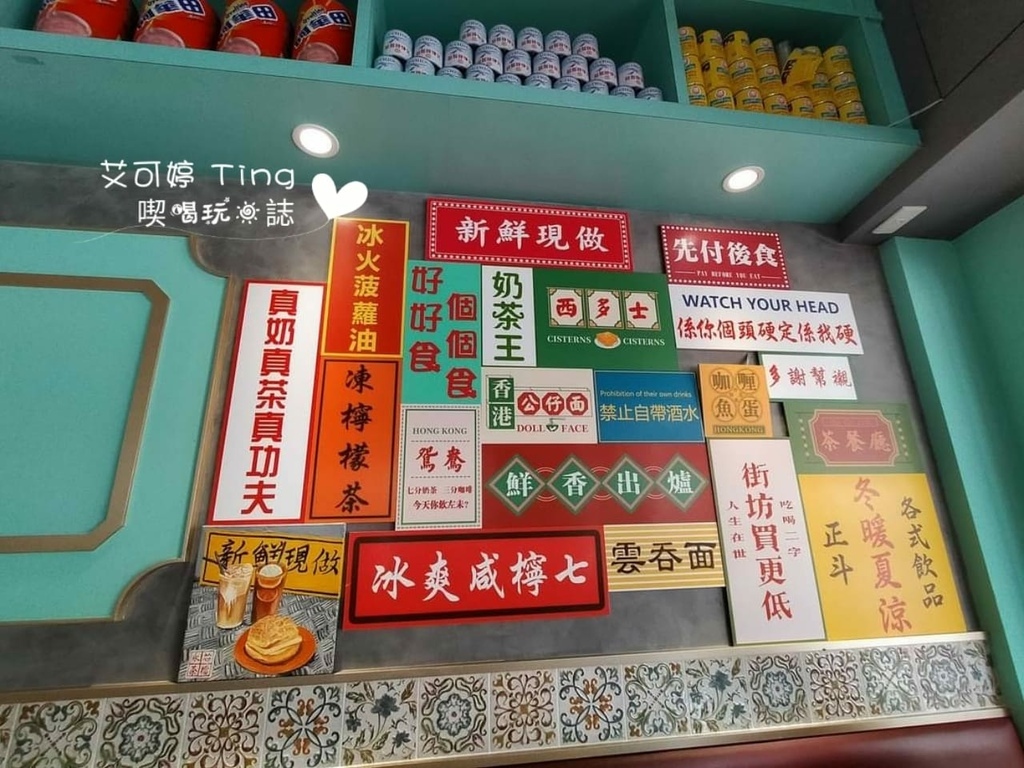 艾可婷 Ting
喫喝玩誌
新鮮現做
先付後食
PAY BEFORE YOU EAT
冰火菠蘿油
好好食
個個食
奶茶王
西多士
CISTERNS CISTERNS
WATCH YOUR HEAD
係你個頭硬定係我硬
真奶真茶真功夫
凍檸檬茶
香港
公仔面
DOLL FACE
Prohibition of their own drinks
禁止自帶酒水
咖喱
魚蛋
HONGKONG
多謝幫襯
HONG KONG
鴛鴦
七分奶茶 三分咖啡
今天你飲左未?
鮮香出爐
茶餐廳
街坊買更低
吃喝二字
人生在世
各式飲品
冬暖夏涼
正斗
新鮮現做
冰爽咸檸七
雲吞面